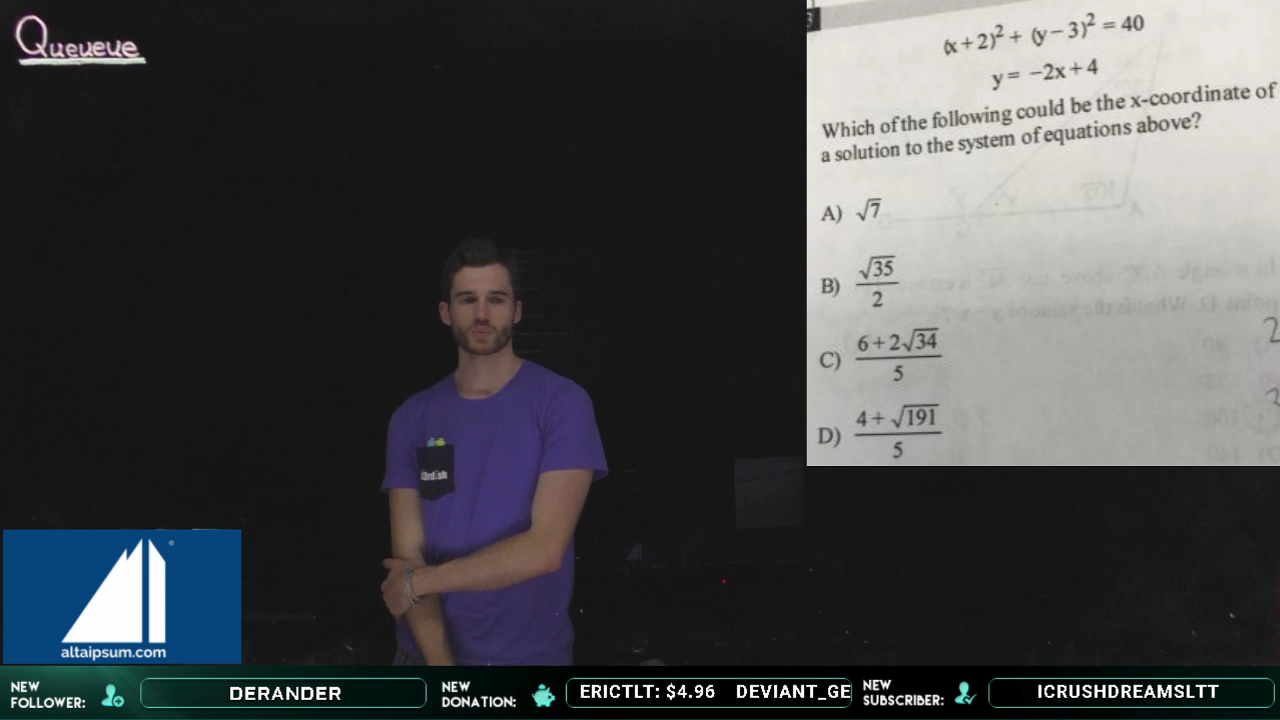 Queueue
(x+2)² + (y−3)² = 40
y = −2x+4
Which of the following could be the x-coordinate of
a solution to the system of equations above?
A) √7
B) √35/2
C) (6+2√34)/5
D) (4+√191)/5
altaipsum.com
NEW
FOLLOWER:
DERANDER
NEW
DONATION:
ERICTLT: $4.96 DEVIANT_GE
NEW
SUBSCRIBER:
ICRUSHDREAMSLTT